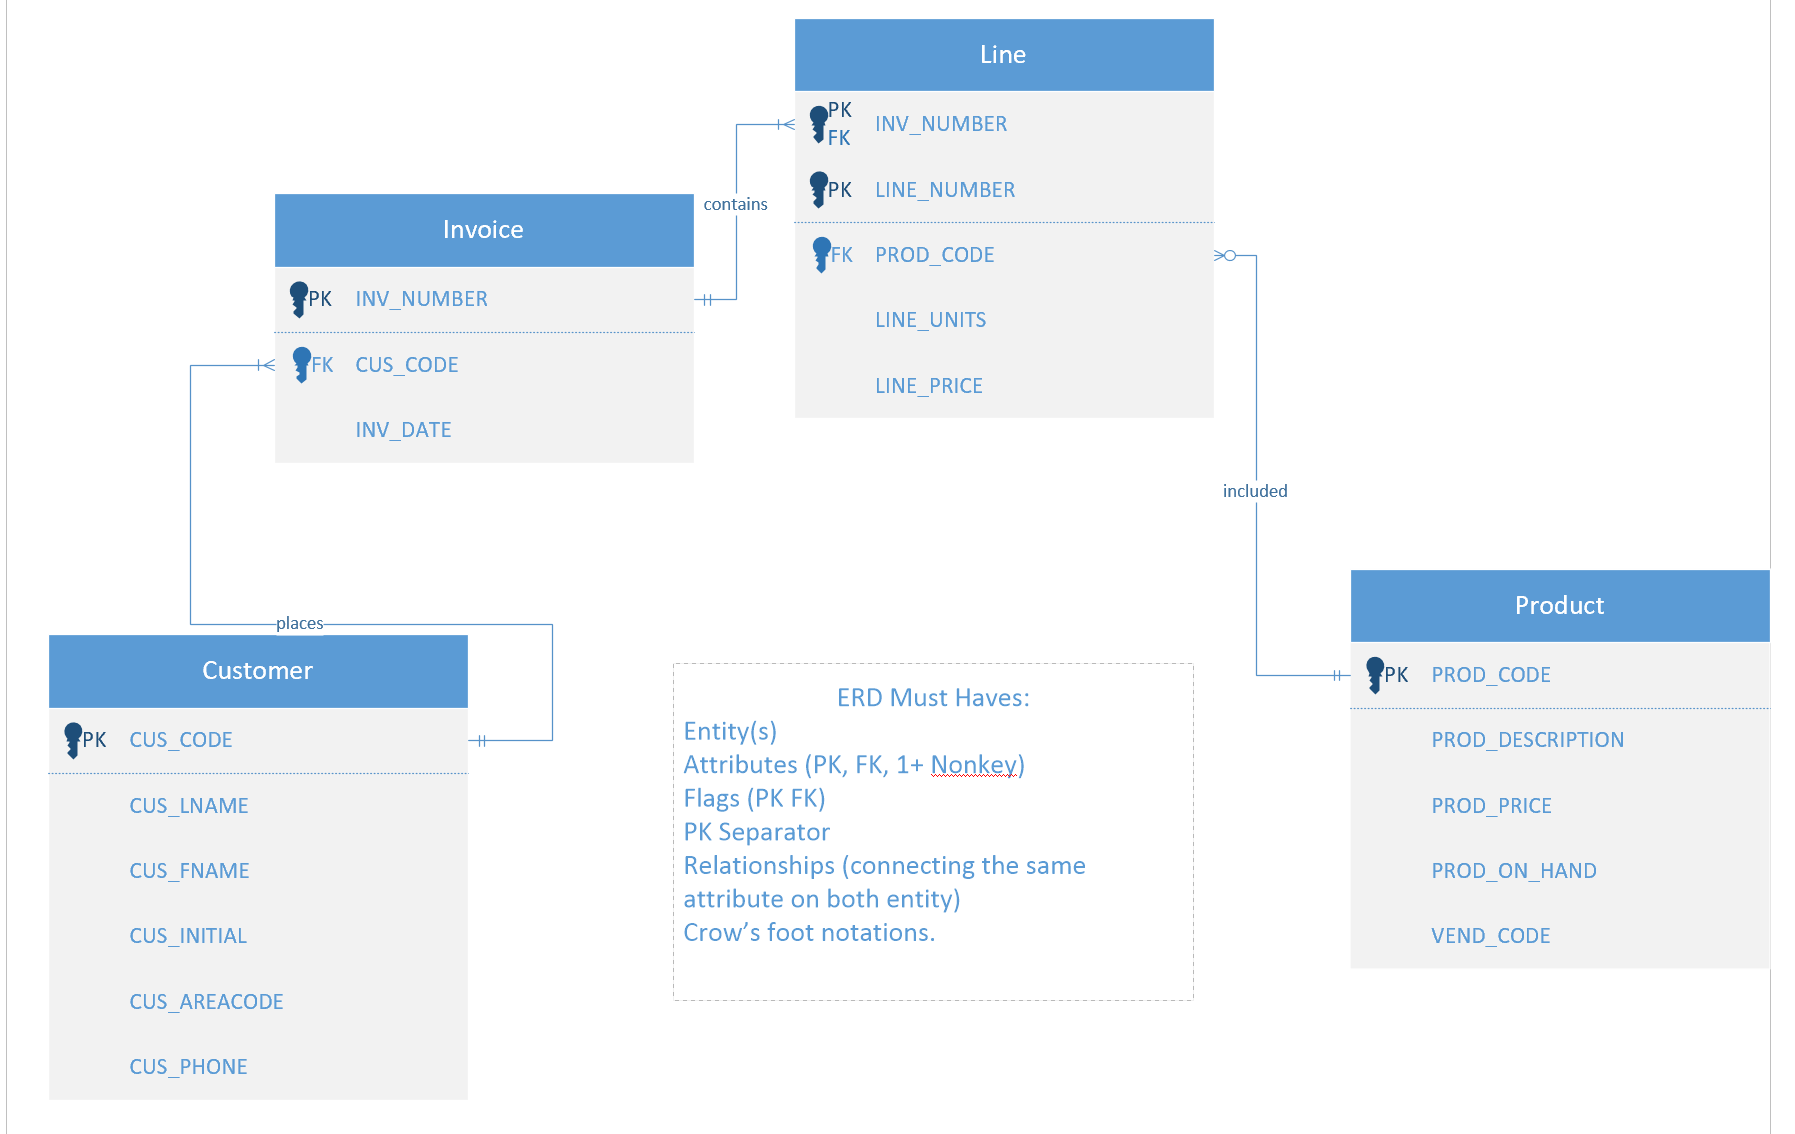 Line
PK
FK
INV_NUMBER
PK
LINE_NUMBER
FK
PROD_CODE
LINE_UNITS
LINE_PRICE
contains
Invoice
PK
INV_NUMBER
FK
CUS_CODE
INV_DATE
included
places
Customer
PK
CUS_CODE
CUS_LNAME
CUS_FNAME
CUS_INITIAL
CUS_AREACODE
CUS_PHONE
ERD Must Haves:
Entity(s)
Attributes (PK, FK, 1+ Nonkey)
Flags (PK FK)
PK Separator
Relationships (connecting the same
attribute on both entity)
Crow’s foot notations.
Product
PK
PROD_CODE
PROD_DESCRIPTION
PROD_PRICE
PROD_ON_HAND
VEND_CODE